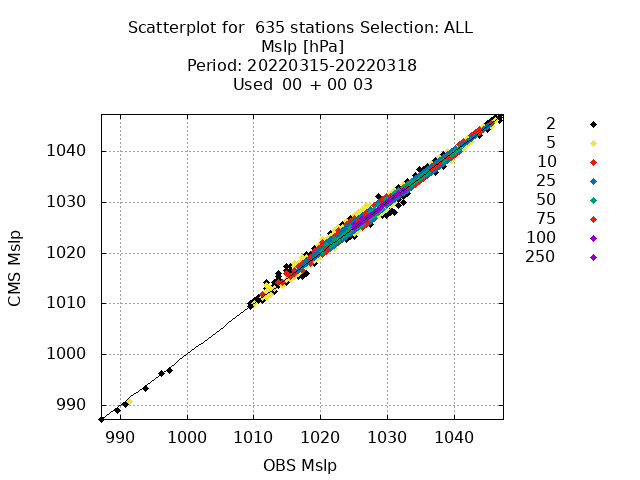 Scatterplot for  635 stations Selection: ALL
Mslp [hPa]
Period: 20220315-20220318
Used  00 + 00 03
2
5
10
25
50
75
100
250
CMS Mslp
1040
1030
1020
1010
1000
990
990 1000 1010 1020 1030 1040
OBS Mslp